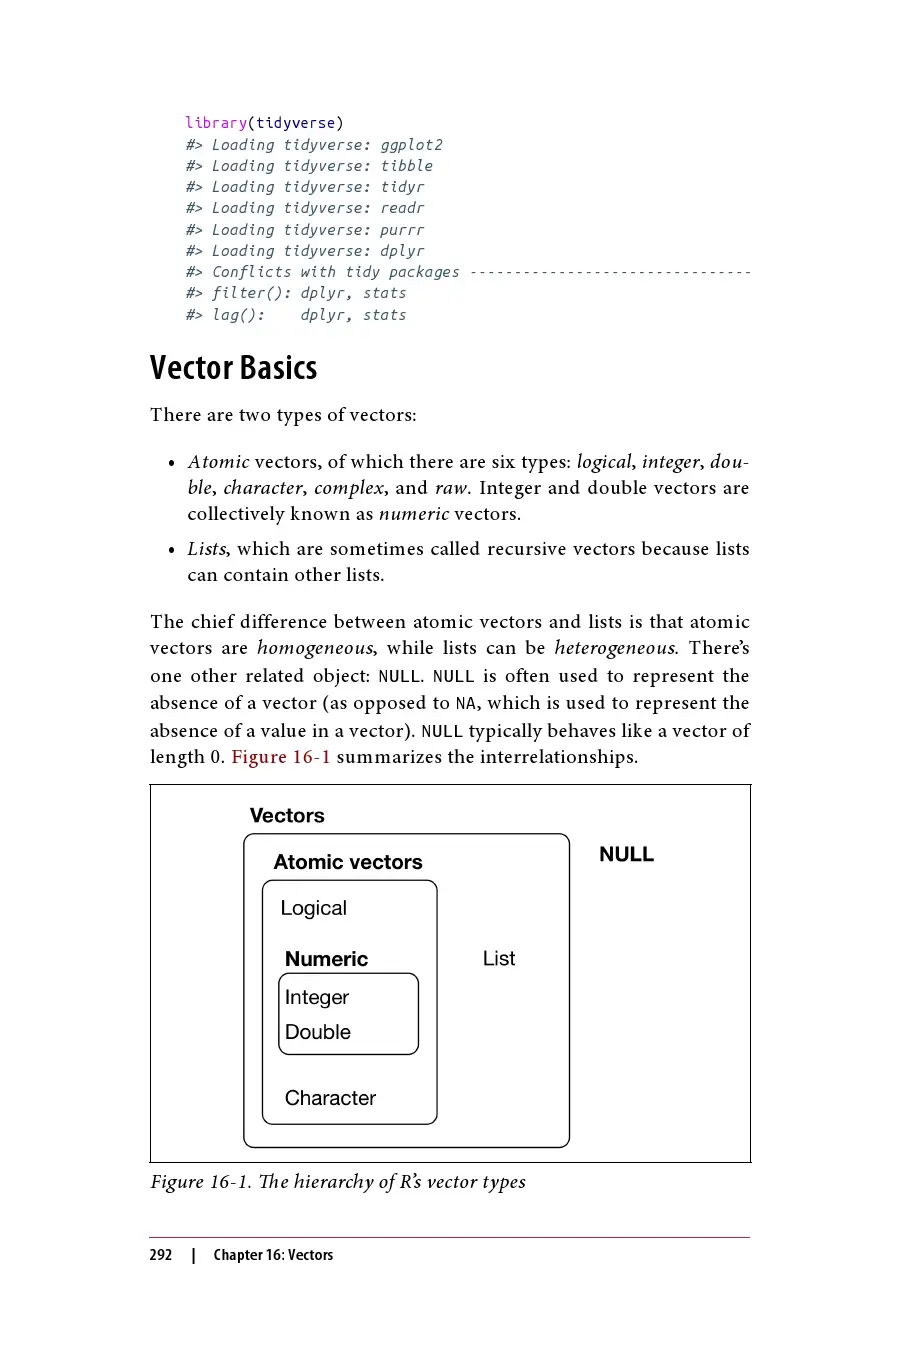 library(tidyverse)
#> Loading tidyverse: ggplot2
#> Loading tidyverse: tibble
#> Loading tidyverse: tidyr
#> Loading tidyverse: readr
#> Loading tidyverse: purrr
#> Loading tidyverse: dplyr
#> Conflicts with tidy packages --------------------------------
#> filter(): dplyr, stats
#> lag():    dplyr, stats
Vector Basics
There are two types of vectors:
• Atomic vectors, of which there are six types: logical, integer, dou-
ble, character, complex, and raw. Integer and double vectors are
collectively known as numeric vectors.
• Lists, which are sometimes called recursive vectors because lists
can contain other lists.
The chief difference between atomic vectors and lists is that atomic
vectors are homogeneous, while lists can be heterogeneous. There’s
one other related object: NULL. NULL is often used to represent the
absence of a vector (as opposed to NA, which is used to represent the
absence of a value in a vector). NULL typically behaves like a vector of
length 0. Figure 16-1 summarizes the interrelationships.
Vectors
NULL
Atomic vectors
Logical
Numeric
List
Integer
Double
Character
Figure 16-1. The hierarchy of R’s vector types
292 | Chapter 16: Vectors